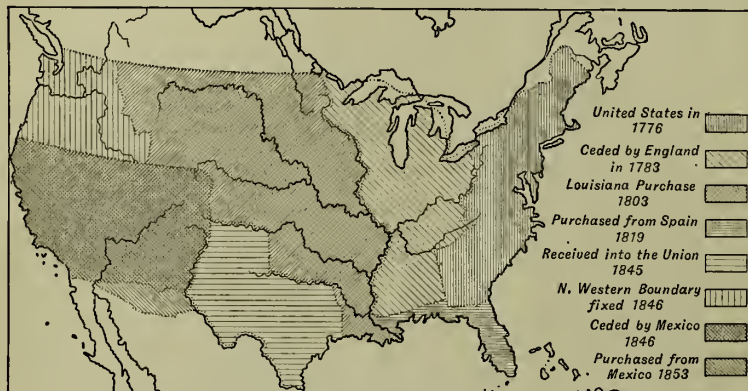 United States in
1776
Ceded by England
in 1783
Louisiana Purchase
1803
Purchased from Spain
1819
Received into the Union
1845
N. Western Boundary
fixed 1846
Ceded by Mexico
1846
Purchased from
Mexico 1853